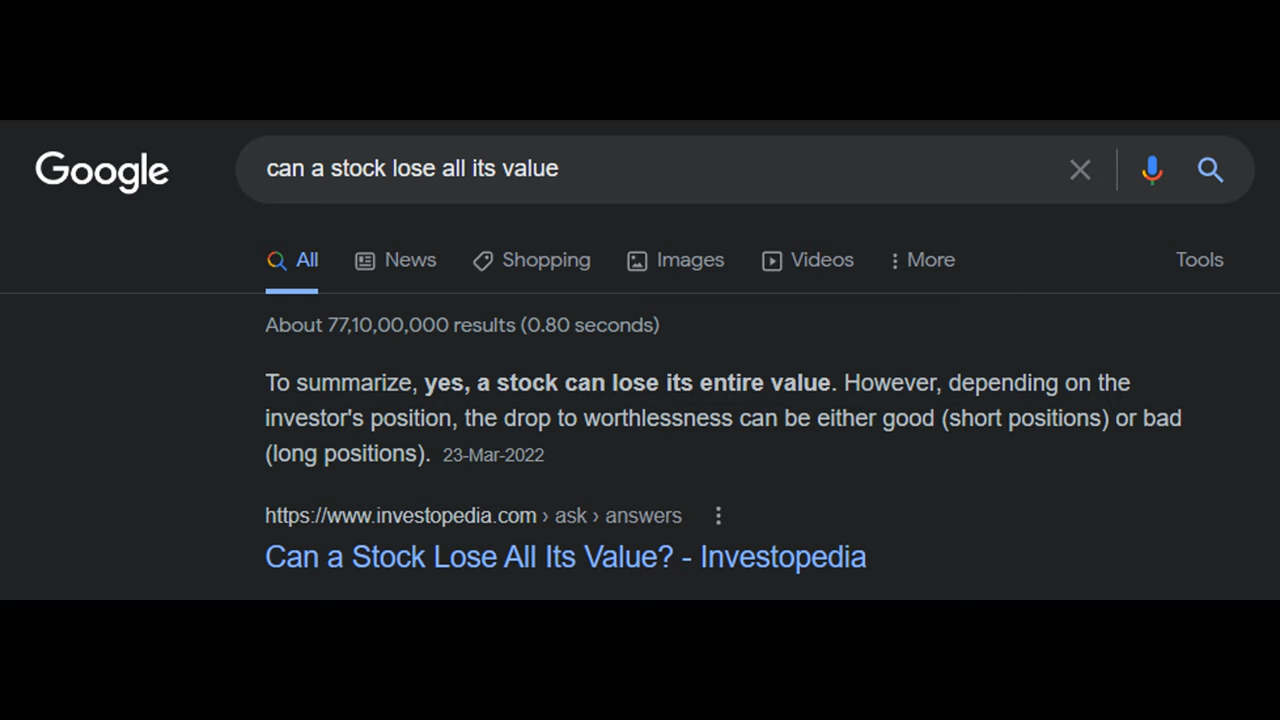 Google
can a stock lose all its value
All News Shopping Images Videos More Tools
About 77,10,00,000 results (0.80 seconds)
To summarize, yes, a stock can lose its entire value. However, depending on the
investor's position, the drop to worthlessness can be either good (short positions) or bad
(long positions). 23-Mar-2022
https://www.investopedia.com › ask › answers
Can a Stock Lose All Its Value? - Investopedia